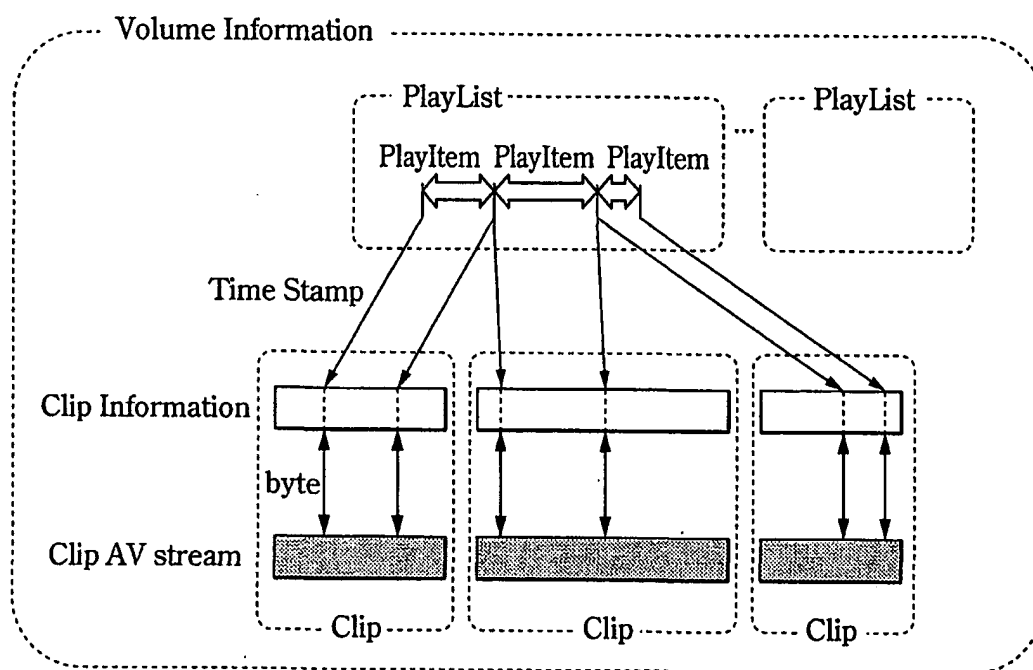 Volume Information
PlayList
PlayList
...
PlayItem PlayItem PlayItem
Time Stamp
Clip Information
byte
Clip AV stream
Clip
Clip
Clip